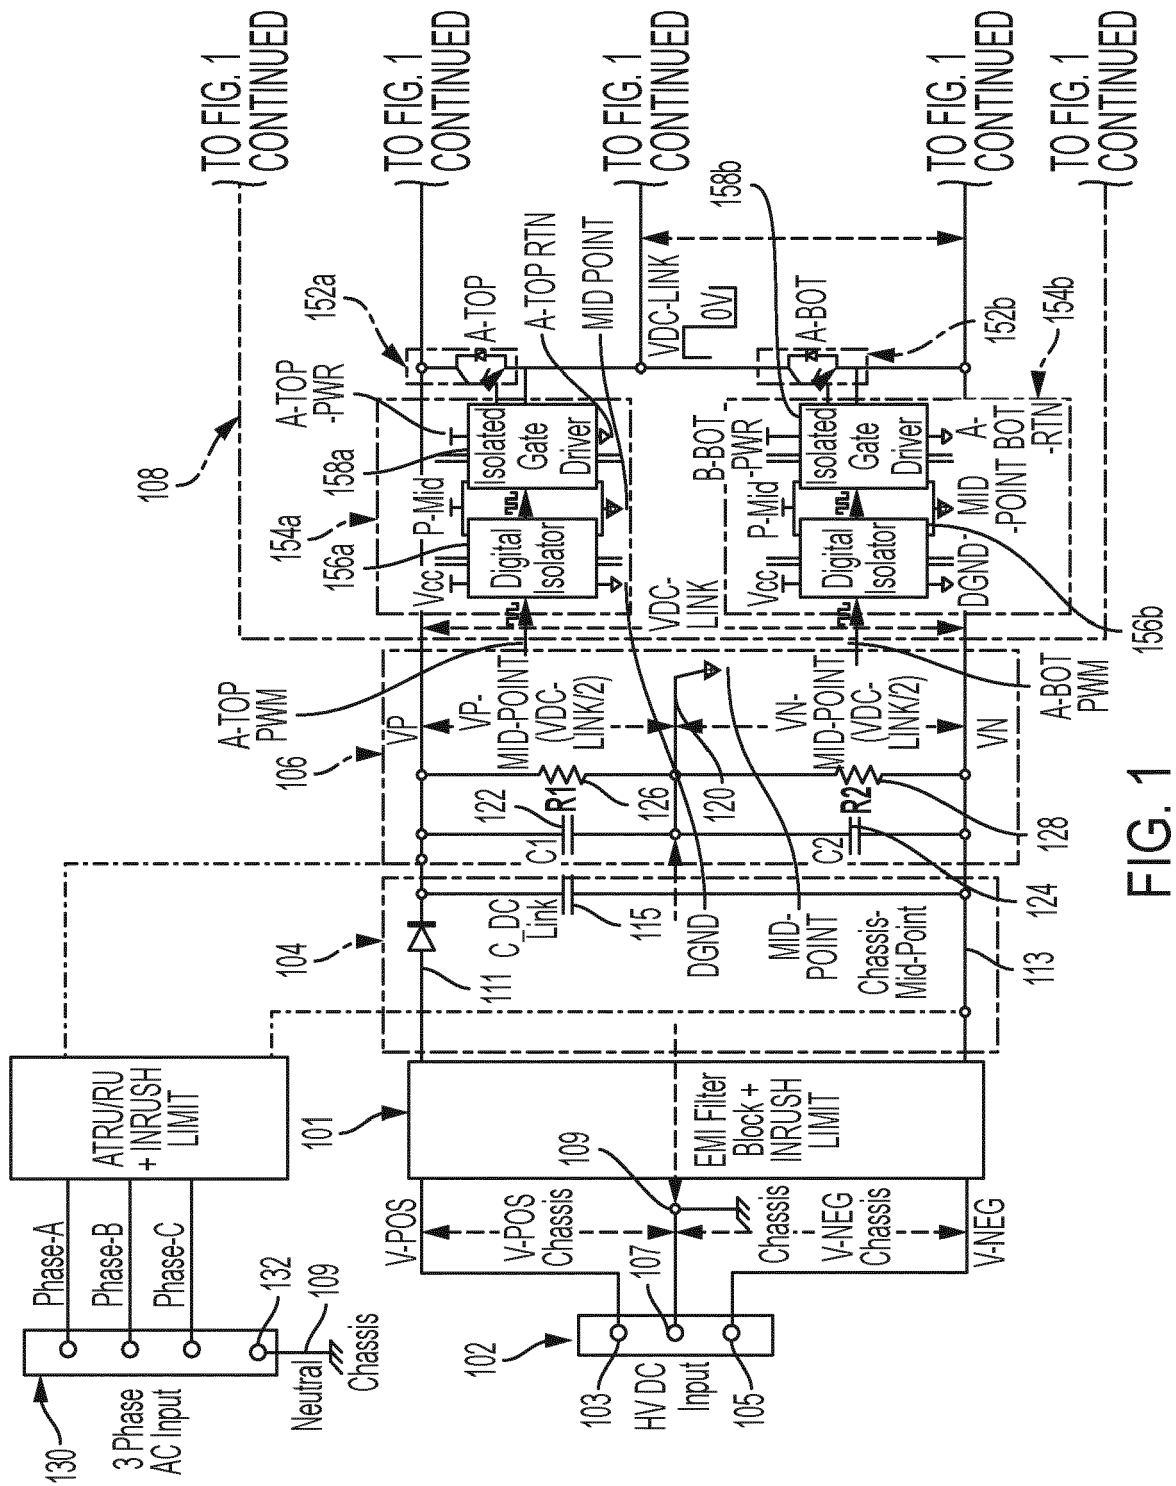 130
3 Phase
AC Input
Phase-A
Phase-B
Phase-C
132
109
Neutral
Chassis
ATRU/RU
+ INRUSH
LIMIT
102
103
HV DC
Input
105
107
109
V-POS
V-POS
Chassis
Chassis
V-NEG
Chassis
V-NEG
101
EMI Filter
Block +
INRUSH
LIMIT
104
111
C_DC
Link
115
DGND
MID-
POINT
Chassis-
Mid-Point
113
106
VP
VP-
MID-POINT
(VDC-
LINK/2)
C1
122
R1
126
120
VN-
MID-POINT
(VDC-
LINK/2)
C2
R2
124
128
VN
A-TOP
PWM
A-BOT
PWM
VDC-
LINK
108
154a
156a
158a
Vcc
P-Mid
A-TOP
-PWR
Digital
Isolator
Isolated
Gate
Driver
152a
A-TOP
A-TOP RTN
MID POINT
VDC-LINK
0V
Vcc
P-Mid
B-BOT
-PWR
Digital
Isolator
Isolated
Gate
Driver
DGND
MID
-POINT
A-
BOT
-RTN
156b
158b
A-BOT
152b
154b
TO FIG. 1
CONTINUED
TO FIG. 1
CONTINUED
TO FIG. 1
CONTINUED
TO FIG. 1
CONTINUED
TO FIG. 1
CONTINUED
FIG. 1